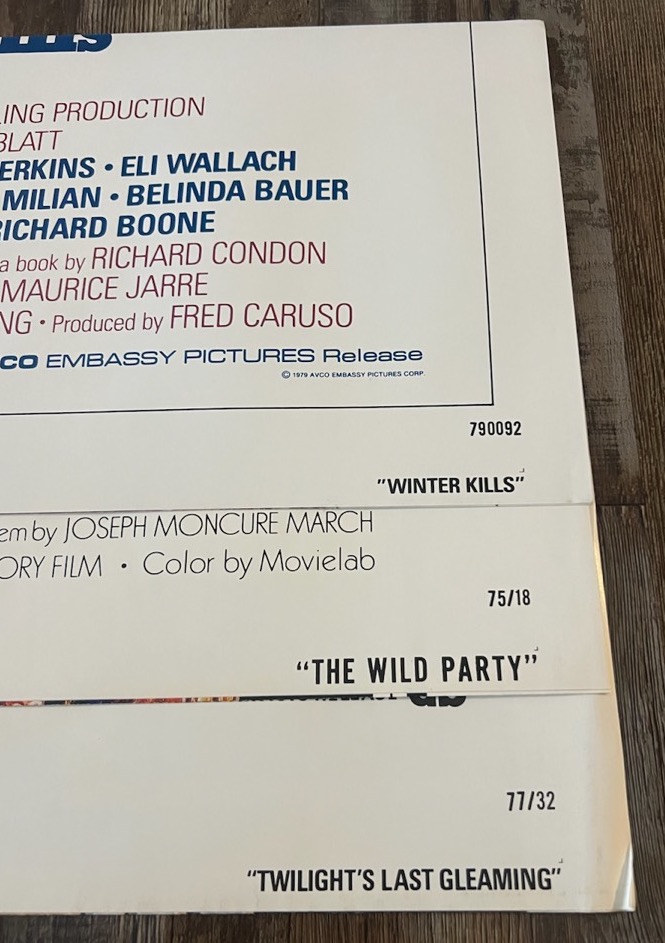 ING PRODUCTION
BLATT
ERKINS • ELI WALLACH
MILIAN • BELINDA BAUER
RICHARD BOONE
a book by RICHARD CONDON
MAURICE JARRE
NG • Produced by FRED CARUSO
CO EMBASSY PICTURES Release
© 1979 AVCO EMBASSY PICTURES CORP.
790092
"WINTER KILLS"
em by JOSEPH MONCURE MARCH
ORY FILM • Color by Movielab
75/18
"THE WILD PARTY"
77/32
"TWILIGHT'S LAST GLEAMING"